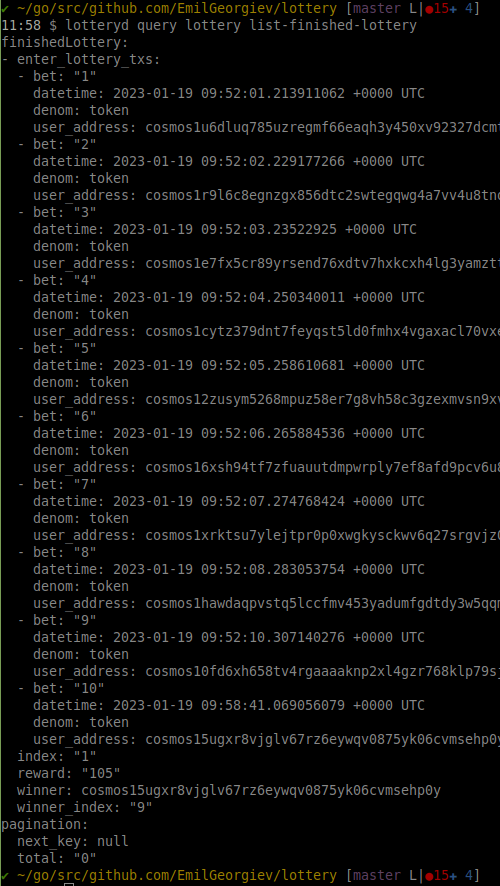 ✔ ~/go/src/github.com/EmilGeorgiev/lottery [master L|●15✚ 4]
11:58 $ lotteryd query lottery list-finished-lottery
finishedLottery:
- enter_lottery_txs:
  - bet: "1"
    datetime: 2023-01-19 09:52:01.213911062 +0000 UTC
    denom: token
    user_address: cosmos1u6dluq785uzregmf66eaqh3y450xv92327dcm
  - bet: "2"
    datetime: 2023-01-19 09:52:02.229177266 +0000 UTC
    denom: token
    user_address: cosmos1r9l6c8egnzgx856dtc2swtegqwg4a7vv4u8tn
  - bet: "3"
    datetime: 2023-01-19 09:52:03.23522925 +0000 UTC
    denom: token
    user_address: cosmos1e7fx5cr89yrsend76xdtv7hxkcxh4lg3yamzt
  - bet: "4"
    datetime: 2023-01-19 09:52:04.250340011 +0000 UTC
    denom: token
    user_address: cosmos1cytz379dnt7feyqst5ld0fmhx4vgaxacl70vx
  - bet: "5"
    datetime: 2023-01-19 09:52:05.258610681 +0000 UTC
    denom: token
    user_address: cosmos12zusym5268mpuz58er7g8vh58c3gzexmvsn9x
  - bet: "6"
    datetime: 2023-01-19 09:52:06.265884536 +0000 UTC
    denom: token
    user_address: cosmos16xsh94tf7zfuauutdmpwrply7ef8afd9pcv6u
  - bet: "7"
    datetime: 2023-01-19 09:52:07.274768424 +0000 UTC
    denom: token
    user_address: cosmos1xrktsu7ylejtpr0p0xwgkysckwv6q27srgvjz
  - bet: "8"
    datetime: 2023-01-19 09:52:08.283053754 +0000 UTC
    denom: token
    user_address: cosmos1hawdaqpvstq5lccfmv453yadumfgdtdy3w5qq
  - bet: "9"
    datetime: 2023-01-19 09:52:10.307140276 +0000 UTC
    denom: token
    user_address: cosmos10fd6xh658tv4rgaaaaknp2xl4gzr768klp79s
  - bet: "10"
    datetime: 2023-01-19 09:58:41.069056079 +0000 UTC
    denom: token
    user_address: cosmos15ugxr8vjglv67rz6eywqv0875yk06cvmsehp0y
  index: "1"
  reward: "105"
  winner: cosmos15ugxr8vjglv67rz6eywqv0875yk06cvmsehp0y
  winner_index: "9"
pagination:
  next_key: null
  total: "0"
✔ ~/go/src/github.com/EmilGeorgiev/lottery [master L|●15✚ 4]